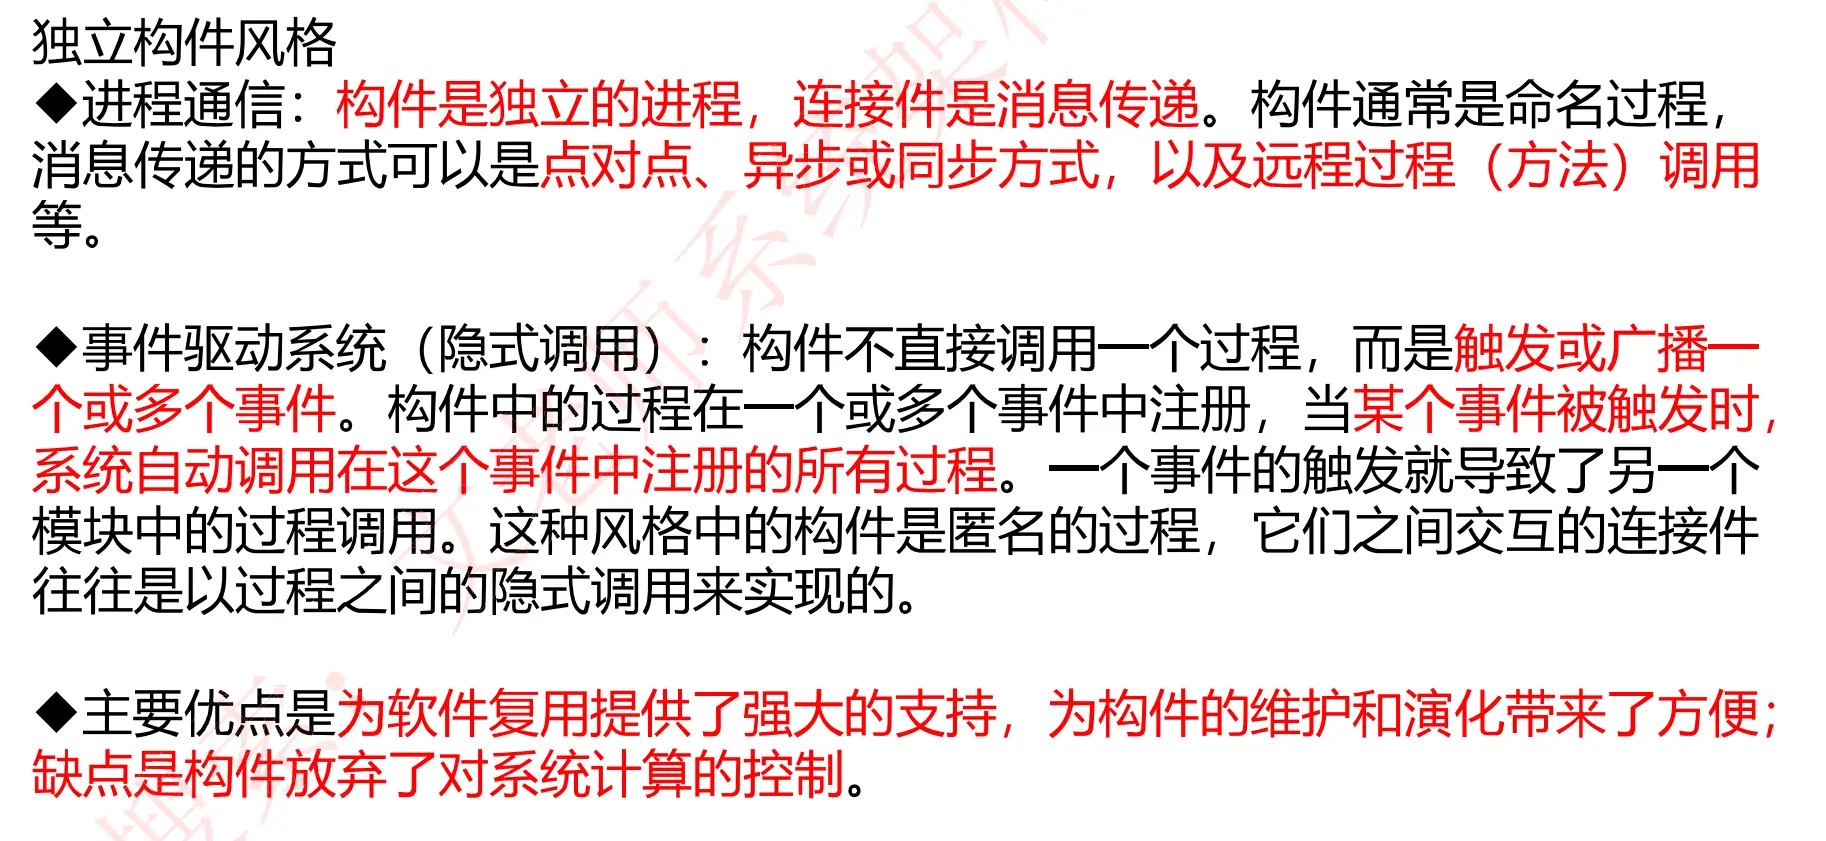 独立构件风格
◆进程通信：构件是独立的进程，连接件是消息传递。构件通常是命名过程，
消息传递的方式可以是点对点、异步或同步方式，以及远程过程（方法）调用
等。
◆事件驱动系统（隐式调用）：构件不直接调用一个过程，而是触发或广播一
个或多个事件。构件中的过程在一个或多个事件中注册，当某个事件被触发时，
系统自动调用在这个事件中注册的所有过程。一个事件的触发就导致了另一个
模块中的过程调用。这种风格中的构件是匿名的过程，它们之间交互的连接件
往往是以过程之间的隐式调用来实现的。
◆主要优点是为软件复用提供了强大的支持，为构件的维护和演化带来了方便；
缺点是构件放弃了对系统计算的控制。
文老师系统架